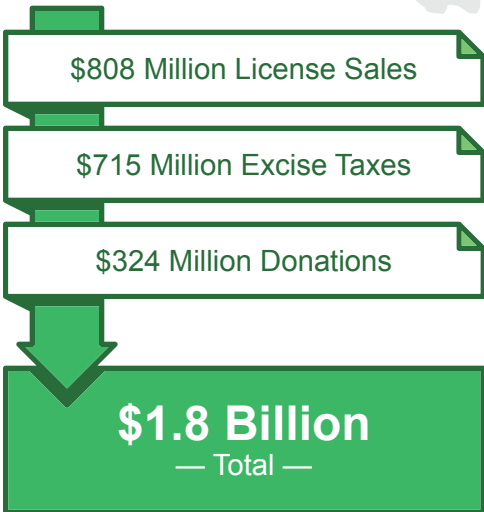 $808 Million License Sales
$715 Million Excise Taxes
$324 Million Donations
$1.8 Billion
— Total —